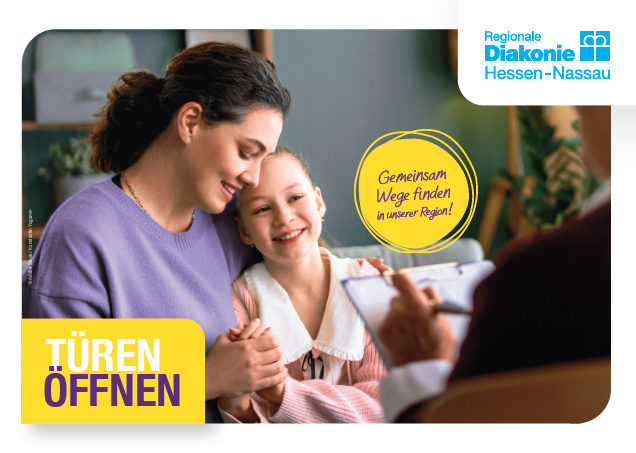 Regionale
Diakonie
Hessen-Nassau
Gemeinsam
Wege finden
in unserer Region!
TÜREN
ÖFFNEN